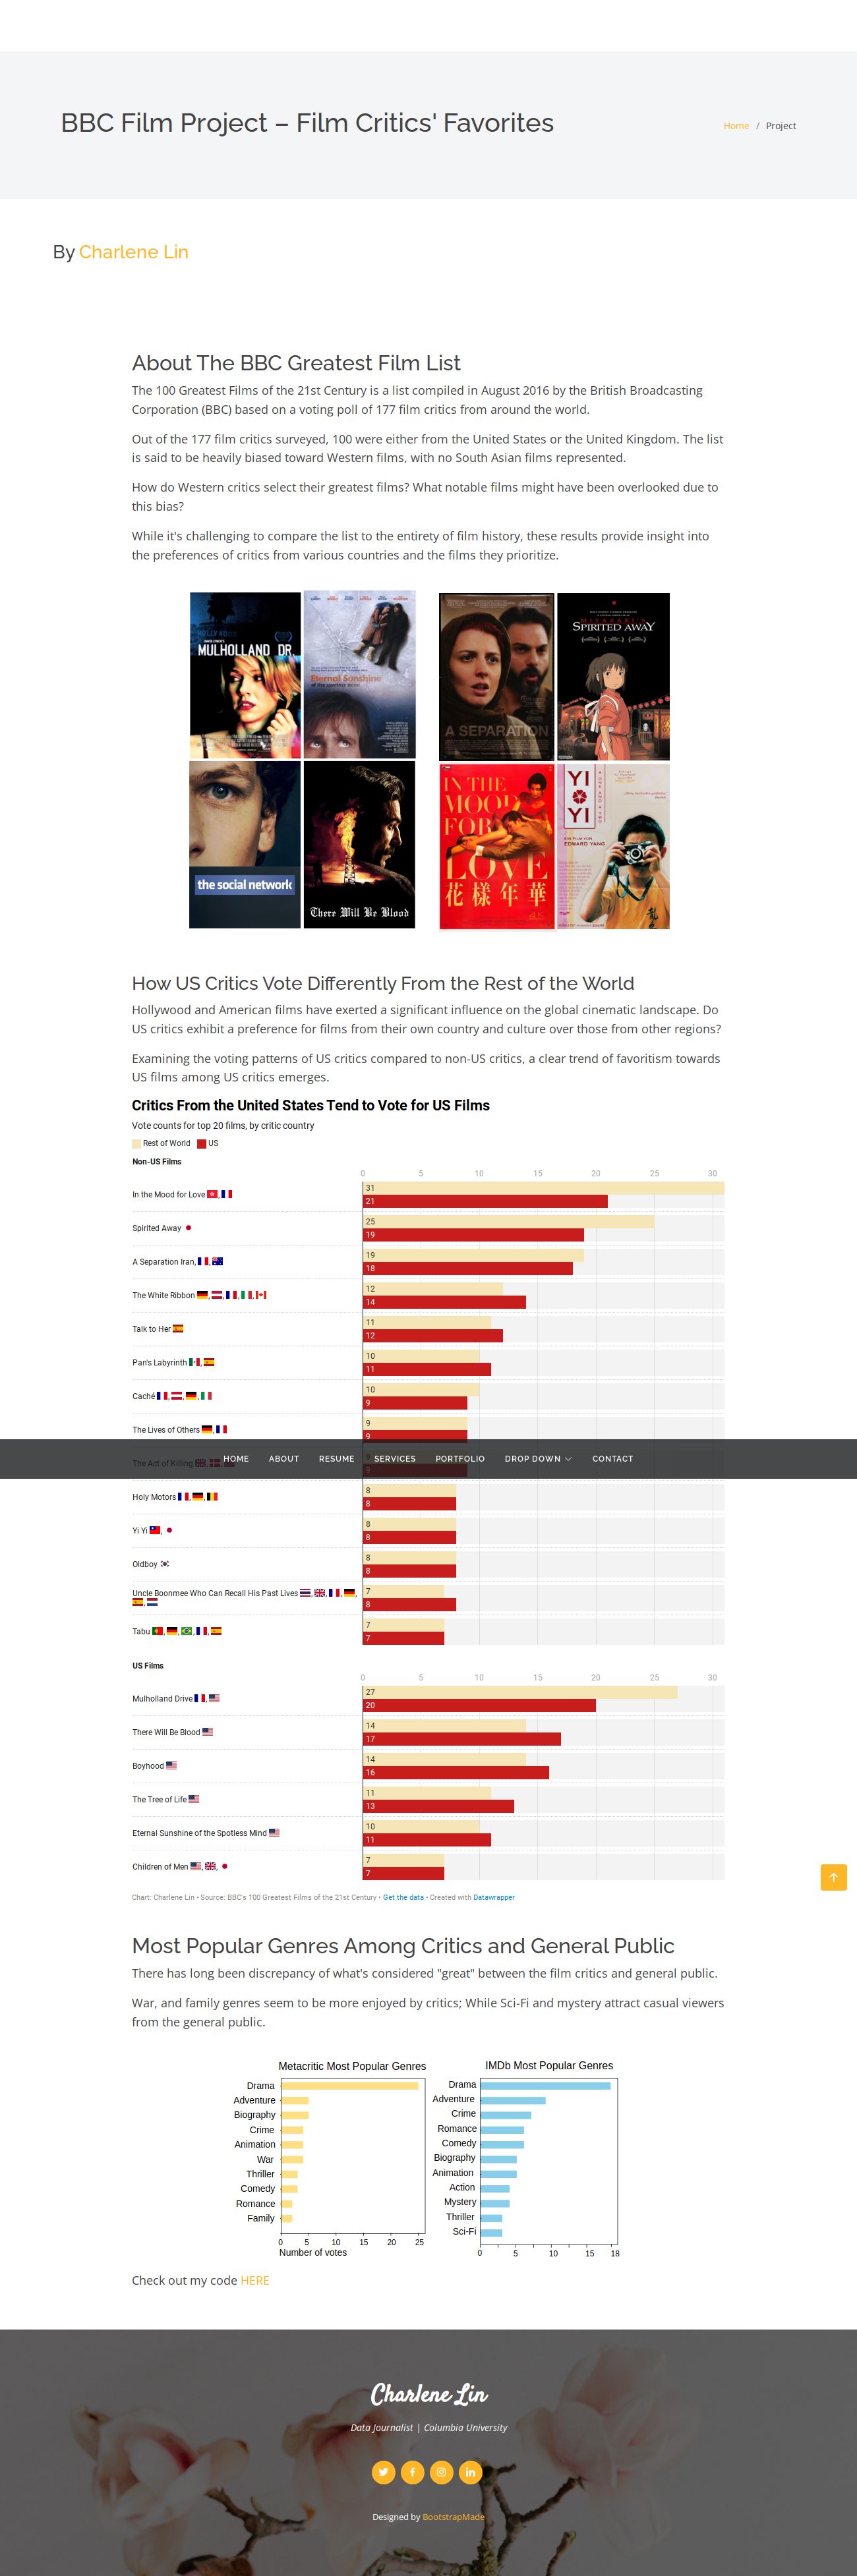 BBC Film Project – Film Critics' Favorites
Home / Project
By Charlene Lin
About The BBC Greatest Film List
The 100 Greatest Films of the 21st Century is a list compiled in August 2016 by the British Broadcasting
Corporation (BBC) based on a voting poll of 177 film critics from around the world.
Out of the 177 film critics surveyed, 100 were either from the United States or the United Kingdom. The list
is said to be heavily biased toward Western films, with no South Asian films represented.
How do Western critics select their greatest films? What notable films might have been overlooked due to
this bias?
While it's challenging to compare the list to the entirety of film history, these results provide insight into
the preferences of critics from various countries and the films they prioritize.
MULHOLLAND DR.
Eternal Sunshine
of the spotless mind
A SEPARATION
MIYAZAKI'S
SPIRITED AWAY
the social network
There Will Be Blood
IN THE
MOOD
FOR
LOVE
花樣年華
YI
YI
A ONE AND A TWO
EIN FILM VON
EDWARD YANG
How US Critics Vote Differently From the Rest of the World
Hollywood and American films have exerted a significant influence on the global cinematic landscape. Do
US critics exhibit a preference for films from their own country and culture over those from other regions?
Examining the voting patterns of US critics compared to non-US critics, a clear trend of favoritism towards
US films among US critics emerges.
Critics From the United States Tend to Vote for US Films
Vote counts for top 20 films, by critic country
Rest of World US
Non-US Films
0 5 10 15 20 25 30
In the Mood for Love , 31
21
Spirited Away 25
19
A Separation Iran, , 19
18
The White Ribbon , , , , 12
14
Talk to Her 11
12
Pan's Labyrinth , 10
11
Caché , , , 10
9
The Lives of Others , 9
9
The Act of Killing
HOME ABOUT RESUME SERVICES PORTFOLIO DROP DOWN CONTACT
Holy Motors , , 8
8
Yi Yi , 8
8
Oldboy 8
8
Uncle Boonmee Who Can Recall His Past Lives , , , , , 7
8
Tabu , , , , 7
7
US Films
0 5 10 15 20 25 30
Mulholland Drive , 27
20
There Will Be Blood 14
17
Boyhood 14
16
The Tree of Life 11
13
Eternal Sunshine of the Spotless Mind 10
11
Children of Men , , 7
7
Chart: Charlene Lin • Source: BBC's 100 Greatest Films of the 21st Century • Get the data • Created with Datawrapper
Most Popular Genres Among Critics and General Public
There has long been discrepancy of what's considered "great" between the film critics and general public.
War, and family genres seem to be more enjoyed by critics; While Sci-Fi and mystery attract casual viewers
from the general public.
Metacritic Most Popular Genres
Drama
Adventure
Biography
Crime
Animation
War
Thriller
Comedy
Romance
Family
0 5 10 15 20 25
Number of votes
IMDb Most Popular Genres
Drama
Adventure
Crime
Romance
Comedy
Biography
Animation
Action
Mystery
Thriller
Sci-Fi
0 5 10 15 18
Check out my code HERE
Charlene Lin
Data Journalist | Columbia University
Designed by BootstrapMade